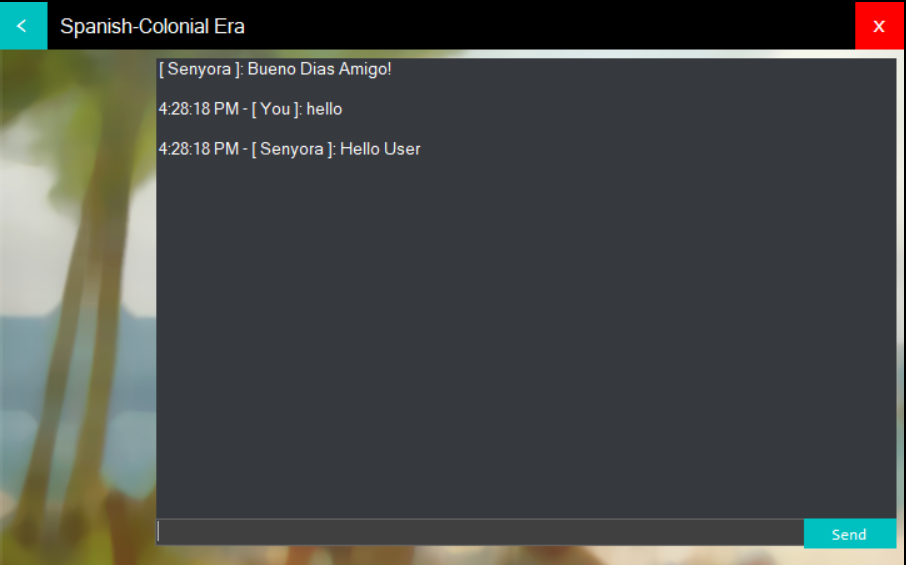 <
Spanish-Colonial Era
x
[ Senyora ]: Bueno Dias Amigo!
4:28:18 PM - [ You ]: hello
4:28:18 PM - [ Senyora ]: Hello User
Send